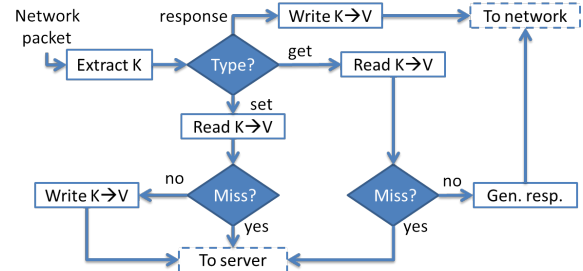 Network
packet
response
Write K→V
To network
Extract K
Type?
get
Read K→V
set
Read K→V
no
Write K→V
Miss?
yes
Miss?
no
yes
Gen. resp.
To server